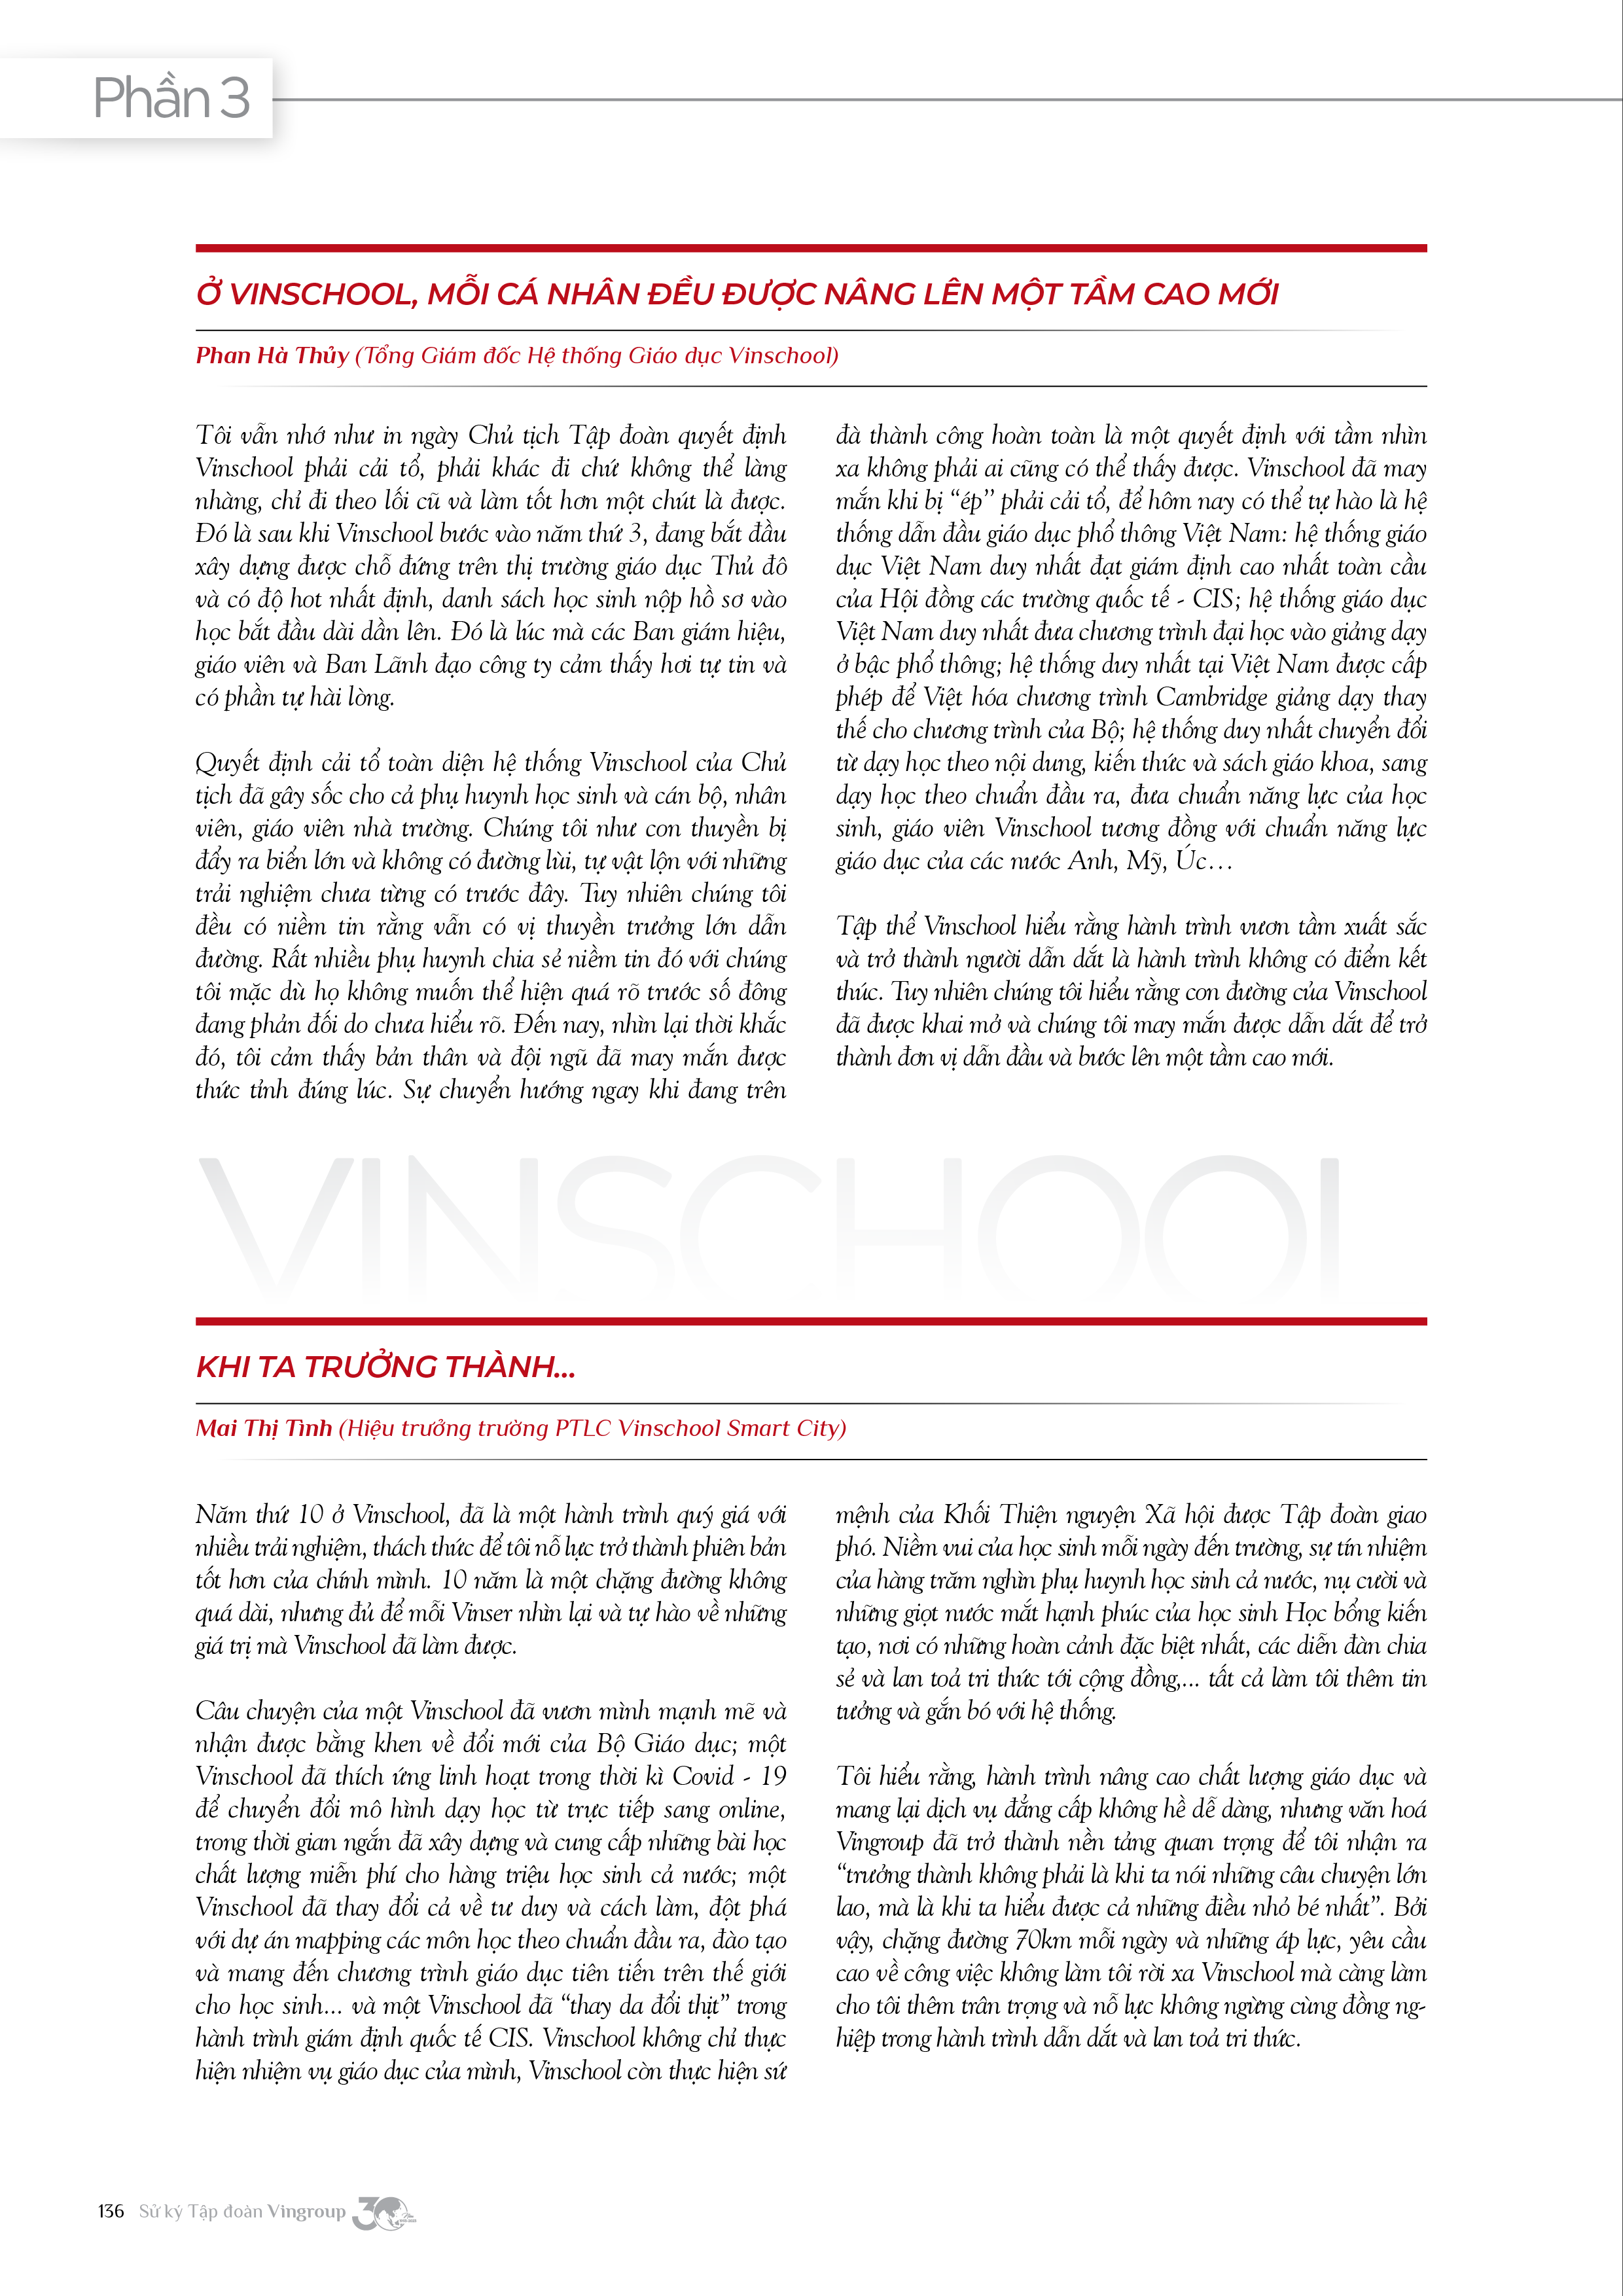 Phần 3
Ở VINSCHOOL, MỖI CÁ NHÂN ĐỀU ĐƯỢC NÂNG LÊN MỘT TẦM CAO MỚI
Phan Hà Thủy (Tổng Giám đốc Hệ thống Giáo dục Vinschool)
Tôi vẫn nhớ như in ngày Chủ tịch Tập đoàn quyết định
Vinschool phải cải tổ, phải khác đi chứ không thể làng
nhàng, chỉ đi theo lối cũ và làm tốt hơn một chút là được.
Đó là sau khi Vinschool bước vào năm thứ 3, đang bắt đầu
xây dựng được chỗ đứng trên thị trường giáo dục Thủ đô
và có độ hot nhất định, danh sách học sinh nộp hồ sơ vào
học bắt đầu dài dần lên. Đó là lúc mà các Ban giám hiệu,
giáo viên và Ban Lãnh đạo công ty cảm thấy hơi tự tin và
có phần tự hài lòng.
Quyết định cải tổ toàn diện hệ thống Vinschool của Chủ
tịch đã gây sốc cho cả phụ huynh học sinh và cán bộ, nhân
viên, giáo viên nhà trường. Chúng tôi như con thuyền bị
đẩy ra biển lớn và không có đường lùi, tự vật lộn với những
trải nghiệm chưa từng có trước đây. Tuy nhiên chúng tôi
đều có niềm tin rằng vẫn có vị thuyền trưởng lớn dẫn
đường. Rất nhiều phụ huynh chia sẻ niềm tin đó với chúng
tôi mặc dù họ không muốn thể hiện quá rõ trước số đông
đang phản đối do chưa hiểu rõ. Đến nay, nhìn lại thời khắc
đó, tôi cảm thấy bản thân và đội ngũ đã may mắn được
thức tỉnh đúng lúc. Sự chuyển hướng ngay khi đang trên
đà thành công hoàn toàn là một quyết định với tầm nhìn
xa không phải ai cũng có thể thấy được. Vinschool đã may
mắn khi bị “ép” phải cải tổ, để hôm nay có thể tự hào là hệ
thống dẫn đầu giáo dục phổ thông Việt Nam: hệ thống giáo
dục Việt Nam duy nhất đạt giám định cao nhất toàn cầu
của Hội đồng các trường quốc tế - CIS; hệ thống giáo dục
Việt Nam duy nhất đưa chương trình đại học vào giảng dạy
ở bậc phổ thông; hệ thống duy nhất tại Việt Nam được cấp
phép để Việt hóa chương trình Cambridge giảng dạy thay
thế cho chương trình của Bộ; hệ thống duy nhất chuyển đổi
từ dạy học theo nội dung, kiến thức và sách giáo khoa, sang
dạy học theo chuẩn đầu ra, đưa chuẩn năng lực của học
sinh, giáo viên Vinschool tương đồng với chuẩn năng lực
giáo dục của các nước Anh, Mỹ, Úc…
Tập thể Vinschool hiểu rằng hành trình vươn tầm xuất sắc
và trở thành người dẫn dắt là hành trình không có điểm kết
thúc. Tuy nhiên chúng tôi hiểu rằng con đường của Vinschool
đã được khai mở và chúng tôi may mắn được dẫn dắt để trở
thành đơn vị dẫn đầu và bước lên một tầm cao mới.
VINSCHOOL
KHI TA TRƯỞNG THÀNH...
Mai Thị Tình (Hiệu trưởng trường PTLC Vinschool Smart City)
Năm thứ 10 ở Vinschool, đã là một hành trình quý giá với
nhiều trải nghiệm, thách thức để tôi nỗ lực trở thành phiên bản
tốt hơn của chính mình. 10 năm là một chặng đường không
quá dài, nhưng đủ để mỗi Vinser nhìn lại và tự hào về những
giá trị mà Vinschool đã làm được.
Câu chuyện của một Vinschool đã vươn mình mạnh mẽ và
nhận được bằng khen về đổi mới của Bộ Giáo dục; một
Vinschool đã thích ứng linh hoạt trong thời kì Covid - 19
để chuyển đổi mô hình dạy học từ trực tiếp sang online,
trong thời gian ngắn đã xây dựng và cung cấp những bài học
chất lượng miễn phí cho hàng triệu học sinh cả nước; một
Vinschool đã thay đổi cả về tư duy và cách làm, đột phá
với dự án mapping các môn học theo chuẩn đầu ra, đào tạo
và mang đến chương trình giáo dục tiên tiến trên thế giới
cho học sinh... và một Vinschool đã “thay da đổi thịt” trong
hành trình giám định quốc tế CIS. Vinschool không chỉ thực
hiện nhiệm vụ giáo dục của mình, Vinschool còn thực hiện sứ
mệnh của Khối Thiện nguyện Xã hội được Tập đoàn giao
phó. Niềm vui của học sinh mỗi ngày đến trường, sự tín nhiệm
của hàng trăm nghìn phụ huynh học sinh cả nước, nụ cười và
những giọt nước mắt hạnh phúc của học sinh Học bổng kiến
tạo, nơi có những hoàn cảnh đặc biệt nhất, các diễn đàn chia
sẻ và lan toả tri thức tới cộng đồng,... tất cả làm tôi thêm tin
tưởng và gắn bó với hệ thống.
Tôi hiểu rằng, hành trình nâng cao chất lượng giáo dục và
mang lại dịch vụ đẳng cấp không hề dễ dàng, nhưng văn hoá
Vingroup đã trở thành nền tảng quan trọng để tôi nhận ra
“trưởng thành không phải là khi ta nói những câu chuyện lớn
lao, mà là khi ta hiểu được cả những điều nhỏ bé nhất”. Bởi
vậy, chặng đường 70km mỗi ngày và những áp lực, yêu cầu
cao về công việc không làm tôi rời xa Vinschool mà càng làm
cho tôi thêm trân trọng và nỗ lực không ngừng cùng đồng ng-
hiệp trong hành trình dẫn dắt và lan toả tri thức.
136 Sử ký Tập đoàn Vingroup 30